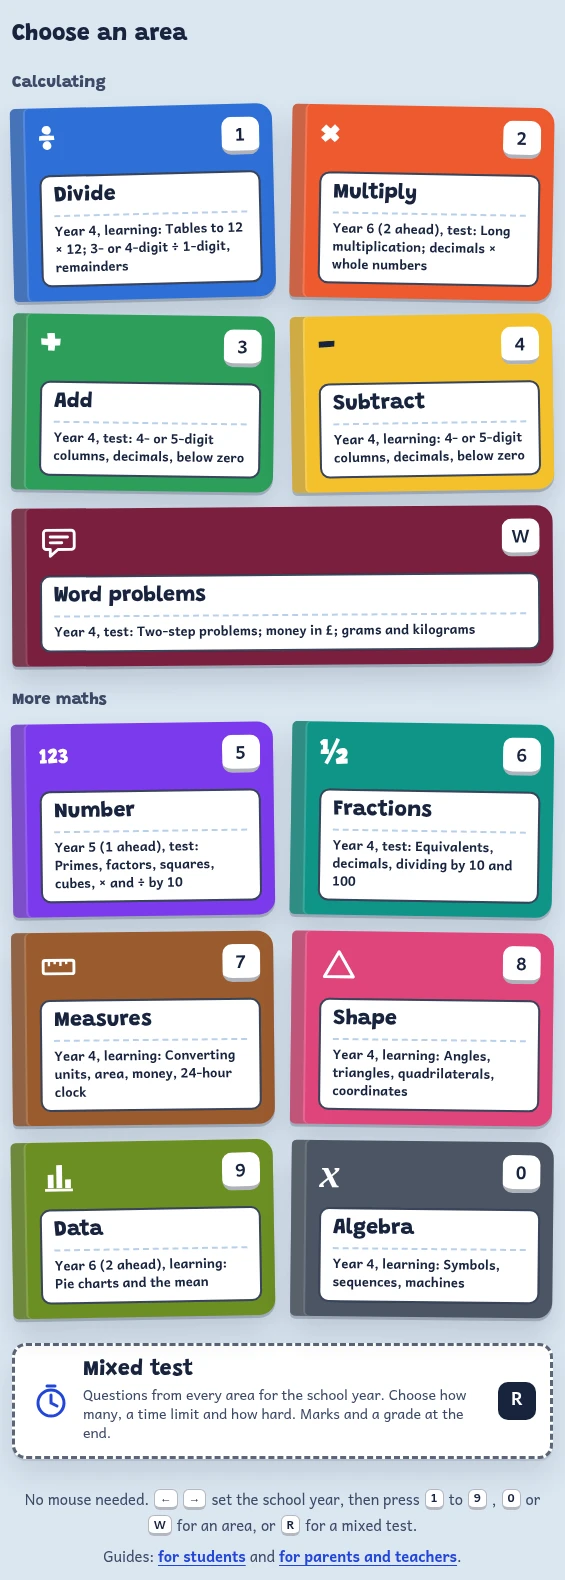 Choose an area
Calculating
÷
1
Divide
Year 4, learning: Tables to 12
× 12; 3- or 4-digit ÷ 1-digit,
remainders
✖
2
Multiply
Year 6 (2 ahead), test: Long
multiplication; decimals ×
whole numbers
+
3
Add
Year 4, test: 4- or 5-digit
columns, decimals, below zero
−
4
Subtract
Year 4, learning: 4- or 5-digit
columns, decimals, below zero
W
Word problems
Year 4, test: Two-step problems; money in £; grams and kilograms
More maths
123
5
Number
Year 5 (1 ahead), test:
Primes, factors, squares,
cubes, × and ÷ by 10
½
6
Fractions
Year 4, test: Equivalents,
decimals, dividing by 10 and
100
7
Measures
Year 4, learning: Converting
units, area, money, 24-hour
clock
8
Shape
Year 4, learning: Angles,
triangles, quadrilaterals,
coordinates
9
Data
Year 6 (2 ahead), learning:
Pie charts and the mean
x
0
Algebra
Year 4, learning: Symbols,
sequences, machines
Mixed test
Questions from every area for the school year. Choose how
many, a time limit and how hard. Marks and a grade at the
end.
R
No mouse needed. ← → set the school year, then press 1 to 9 , 0 or
W for an area, or R for a mixed test.
Guides: for students and for parents and teachers.